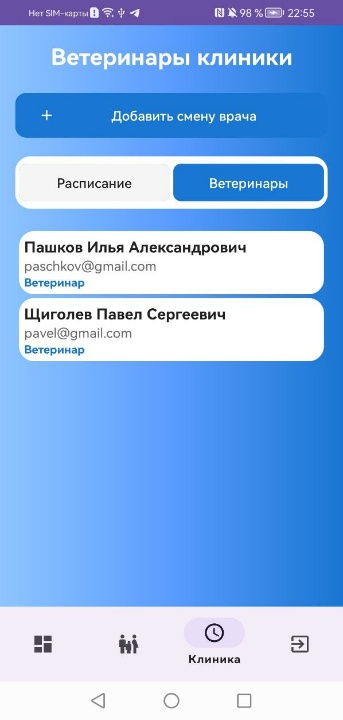 Нет SIM-карты 98 % 22:55
Ветеринары клиники
+ Добавить смену врача
Расписание Ветеринары
Пашков Илья Александрович
paschkov@gmail.com
Ветеринар
Щиголев Павел Сергеевич
pavel@gmail.com
Ветеринар
Клиника